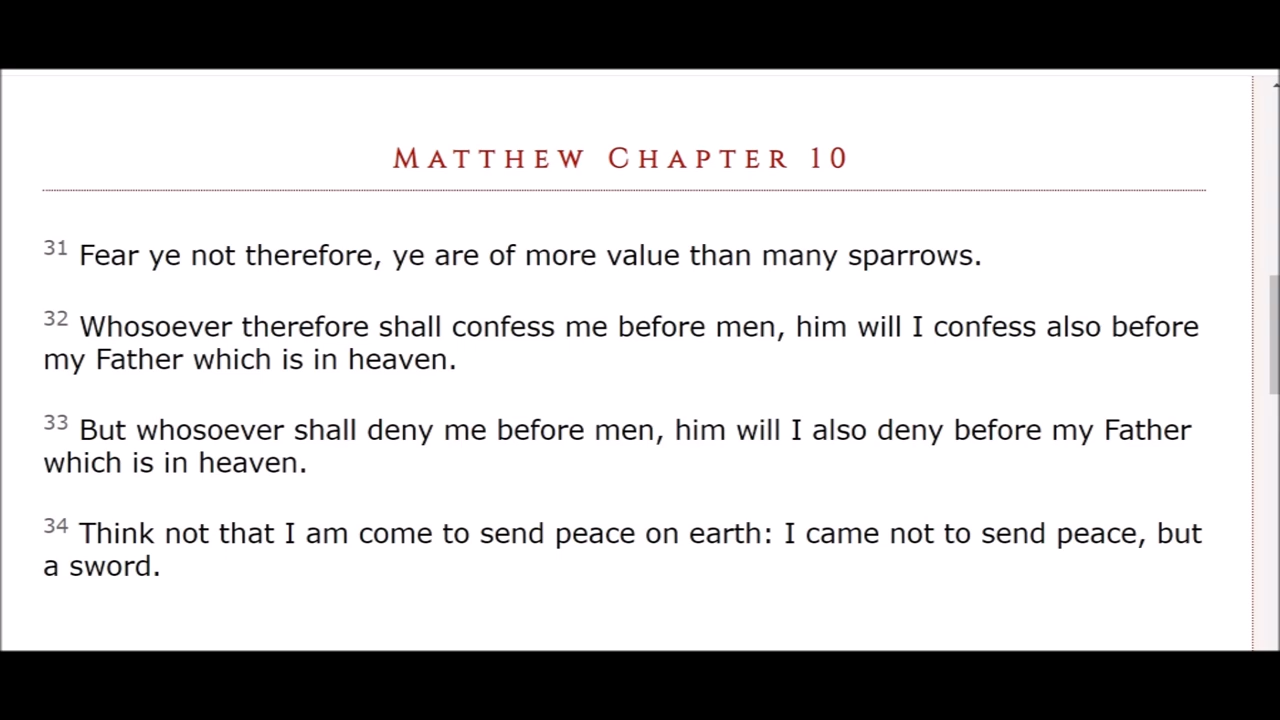 MATTHEW CHAPTER 10
31 Fear ye not therefore, ye are of more value than many sparrows.
32 Whosoever therefore shall confess me before men, him will I confess also before
my Father which is in heaven.
33 But whosoever shall deny me before men, him will I also deny before my Father
which is in heaven.
34 Think not that I am come to send peace on earth: I came not to send peace, but
a sword.